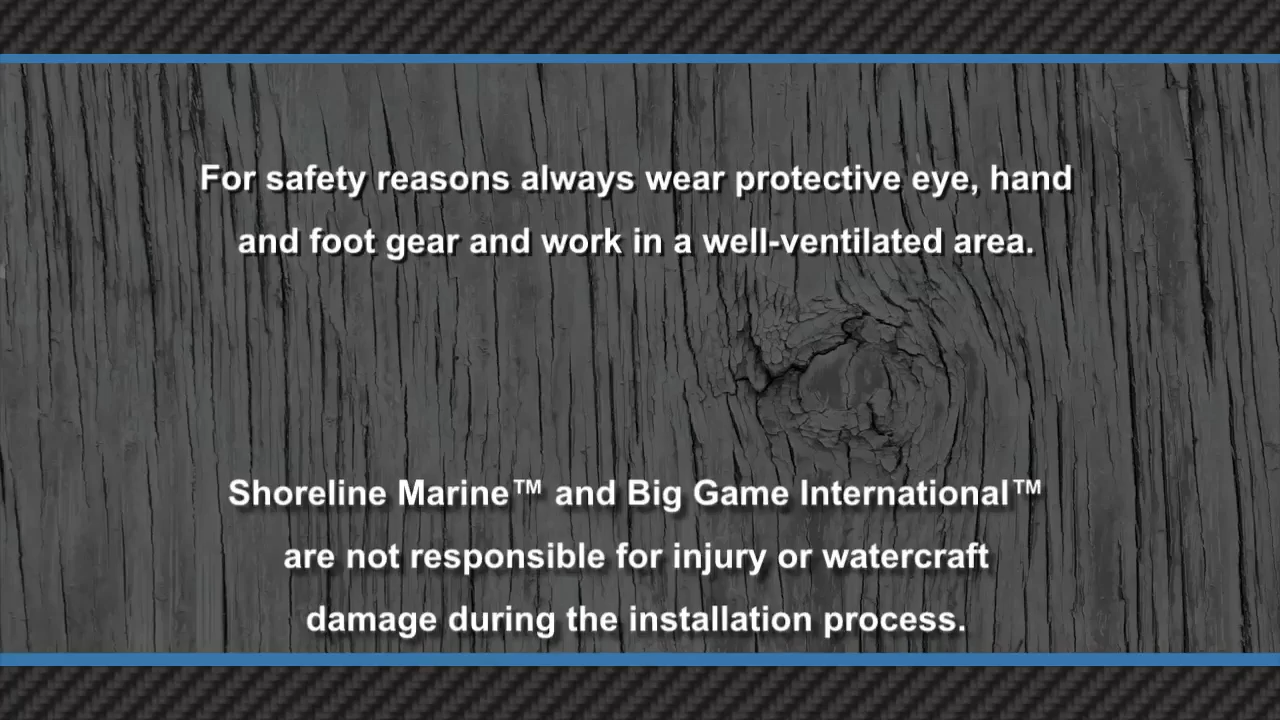 For safety reasons always wear protective eye, hand
and foot gear and work in a well-ventilated area.
Shoreline Marine™ and Big Game International™
are not responsible for injury or watercraft
damage during the installation process.